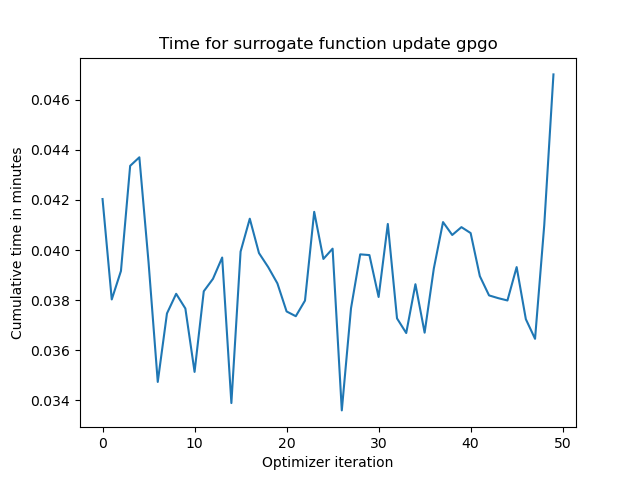 Time for surrogate function update gpgo
Cumulative time in minutes
0.046
0.044
0.042
0.040
0.038
0.036
0.034
0 10 20 30 40 50
Optimizer iteration